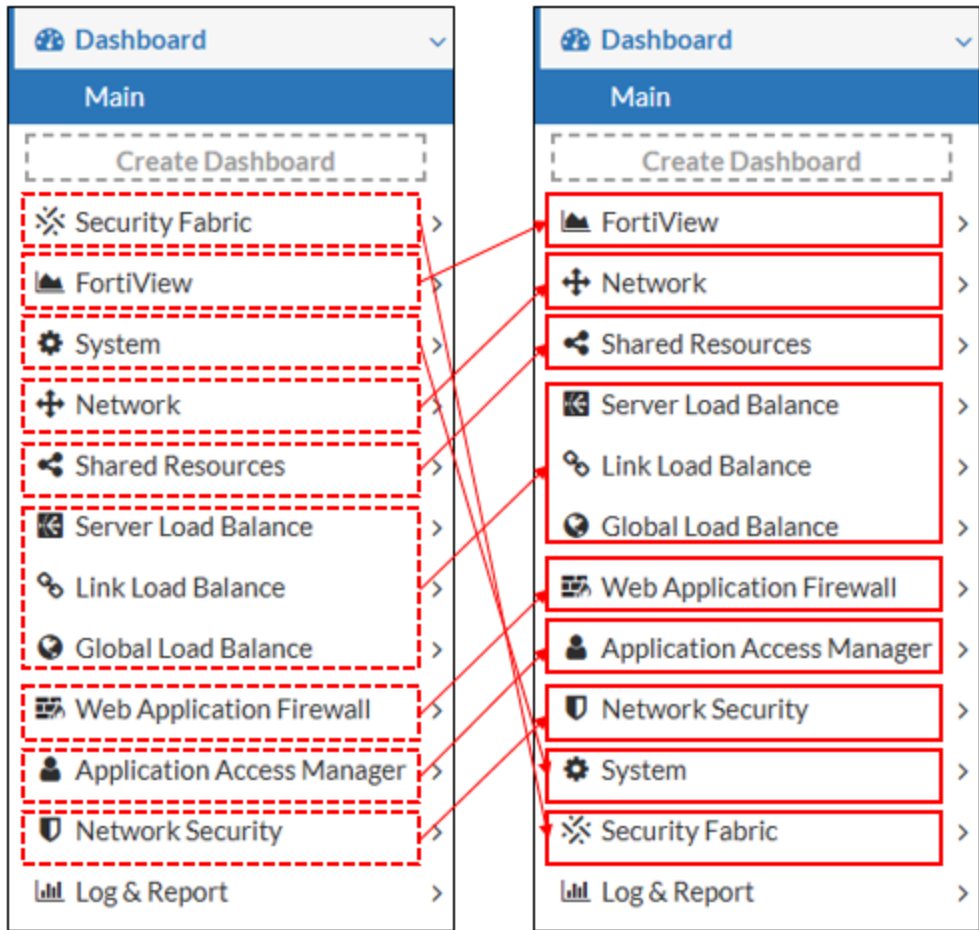 Dashboard
Main
Create Dashboard
Security Fabric
FortiView
System
Network
Shared Resources
Server Load Balance
Link Load Balance
Global Load Balance
Web Application Firewall
Application Access Manager
Network Security
Log & Report
Dashboard
Main
Create Dashboard
FortiView
Network
Shared Resources
Server Load Balance
Link Load Balance
Global Load Balance
Web Application Firewall
Application Access Manager
Network Security
System
Security Fabric
Log & Report